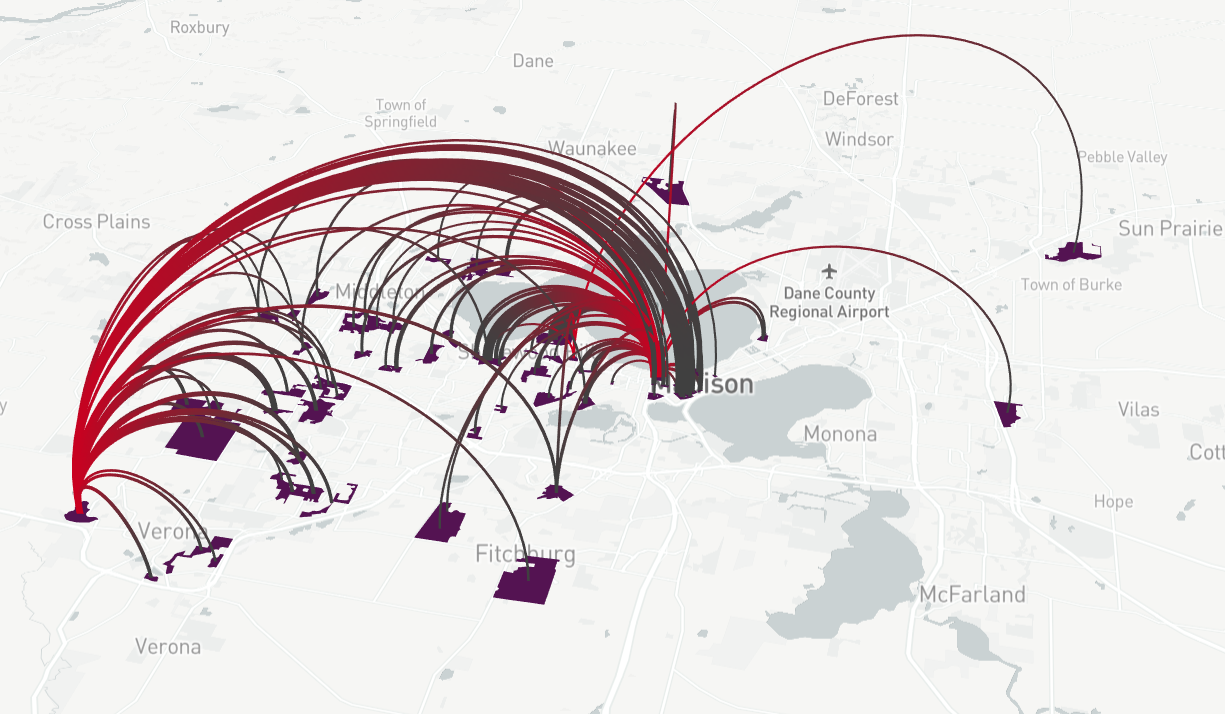 Roxbury
Dane
Town of
Springfield
DeForest
Windsor
Waunakee
Pebble Valley
Cross Plains
Sun Prairie
Middleton
Town of Burke
Dane County
Regional Airport
Madison
Vilas
Monona
Cott
Hope
Verona
Fitchburg
McFarland
Verona